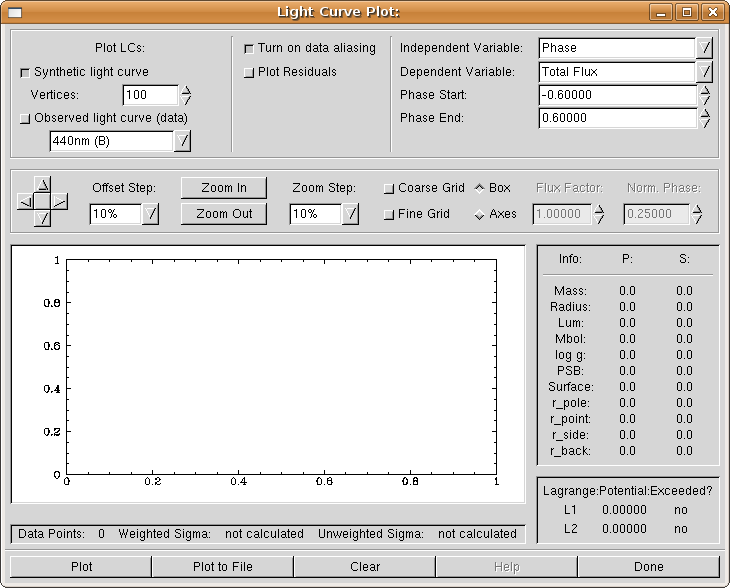 Light Curve Plot:
Plot LCs:
Synthetic light curve
Vertices: 100
Observed light curve (data)
440nm (B)
Turn on data aliasing
Plot Residuals
Independent Variable: Phase
Dependent Variable: Total Flux
Phase Start: -0.60000
Phase End: 0.60000
Offset Step:
10%
Zoom In
Zoom Out
Zoom Step:
10%
Coarse Grid
Fine Grid
Box
Axes
Flux Factor:
1.00000
Norm. Phase:
0.25000
1
0.8
0.6
0.4
0.2
0
0 0.2 0.4 0.6 0.8 1
Info: P: S:
Mass: 0.0 0.0
Radius: 0.0 0.0
Lum: 0.0 0.0
Mbol: 0.0 0.0
log g: 0.0 0.0
PSB: 0.0 0.0
Surface: 0.0 0.0
r_pole: 0.0 0.0
r_point: 0.0 0.0
r_side: 0.0 0.0
r_back: 0.0 0.0
Lagrange:Potential:Exceeded?
L1 0.00000 no
L2 0.00000 no
Data Points: 0 Weighted Sigma: not calculated Unweighted Sigma: not calculated
Plot Plot to File Clear Help Done